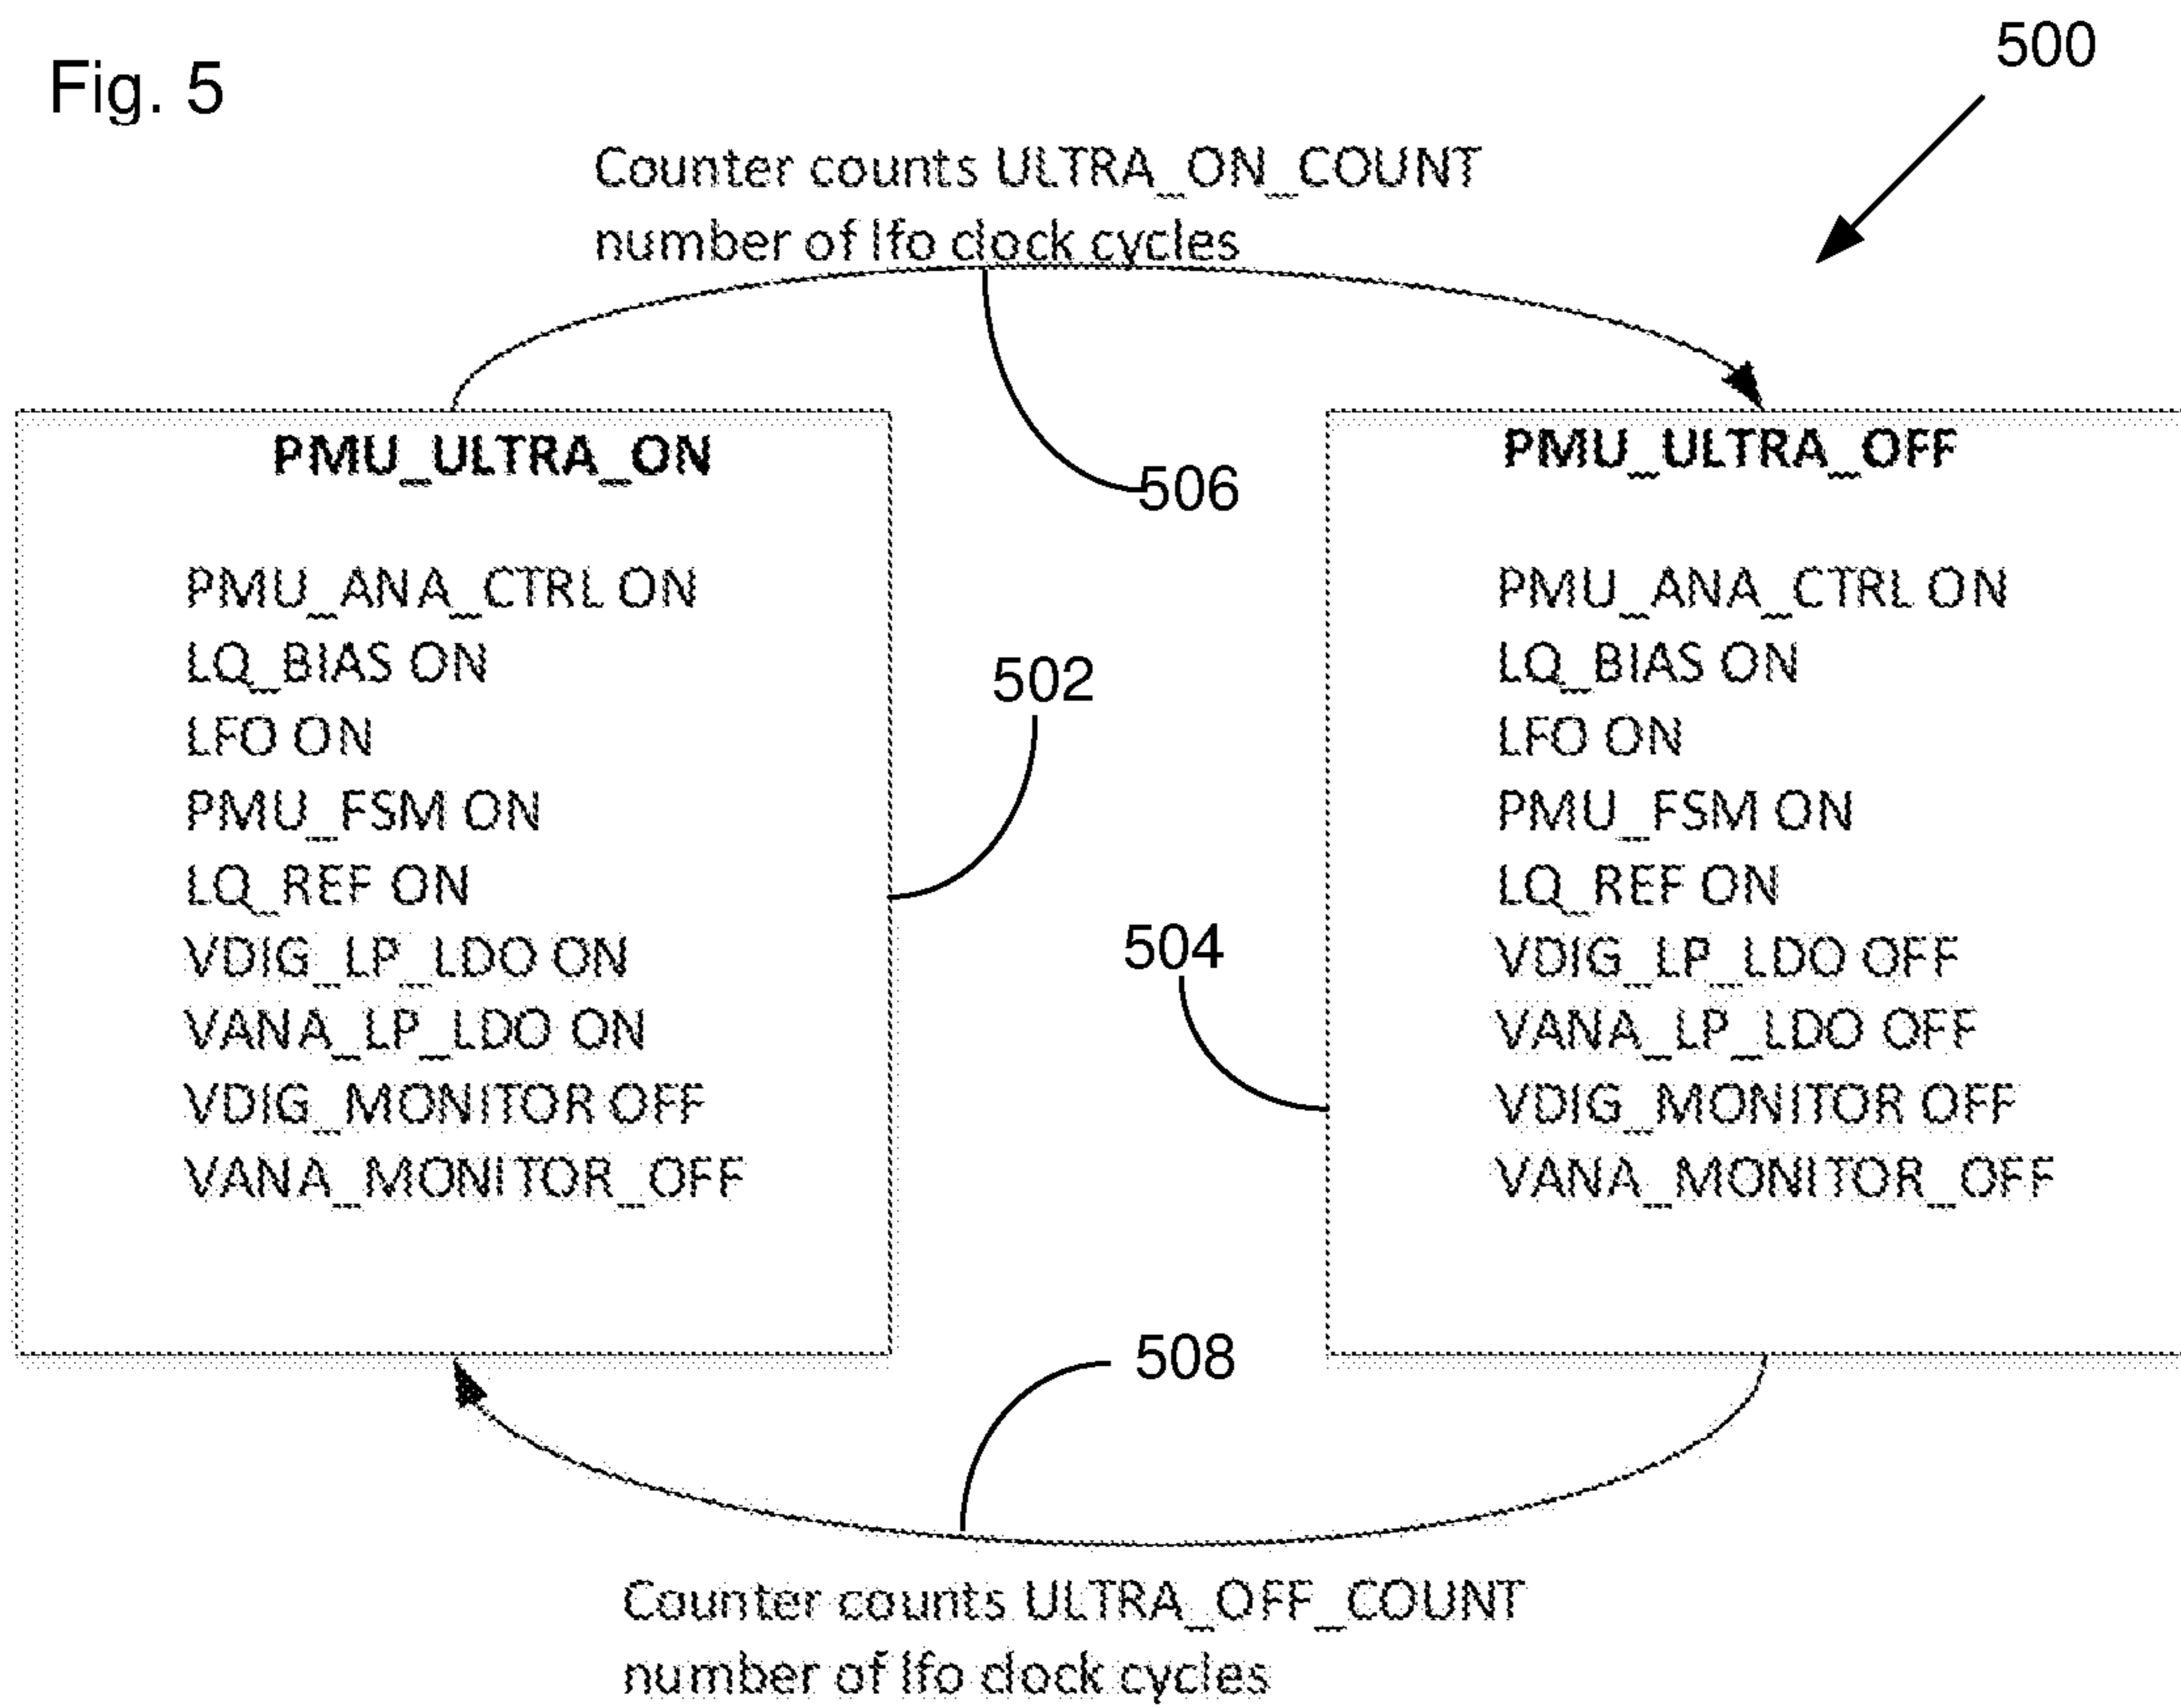 Fig. 5
500
Counter counts ULTRA_ON_COUNT
number of lfo clock cycles
506
PMU_ULTRA_ON
PMU_ANA_CTRL ON
LQ_BIAS ON
LFO ON
PMU_FSM ON
LQ_REF ON
VDIG_LP_LDO ON
VANA_LP_LDO ON
VDIG_MONITOR OFF
VANA_MONITOR_OFF
502
504
PMU_ULTRA_OFF
PMU_ANA_CTRL ON
LQ_BIAS ON
LFO ON
PMU_FSM ON
LQ_REF ON
VDIG_LP_LDO OFF
VANA_LP_LDO OFF
VDIG_MONITOR OFF
VANA_MONITOR_OFF
508
Counter counts ULTRA_OFF_COUNT
number of lfo clock cycles